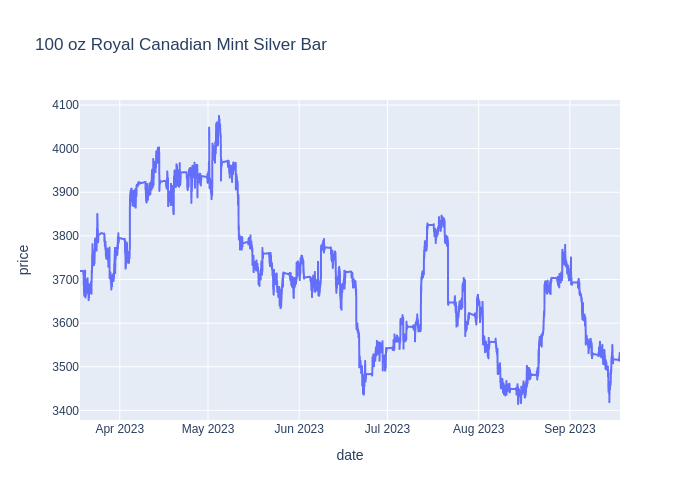 100 oz Royal Canadian Mint Silver Bar
4100
4000
3900
3800
3700
3600
3500
3400
price
Apr 2023 May 2023 Jun 2023 Jul 2023 Aug 2023 Sep 2023
date